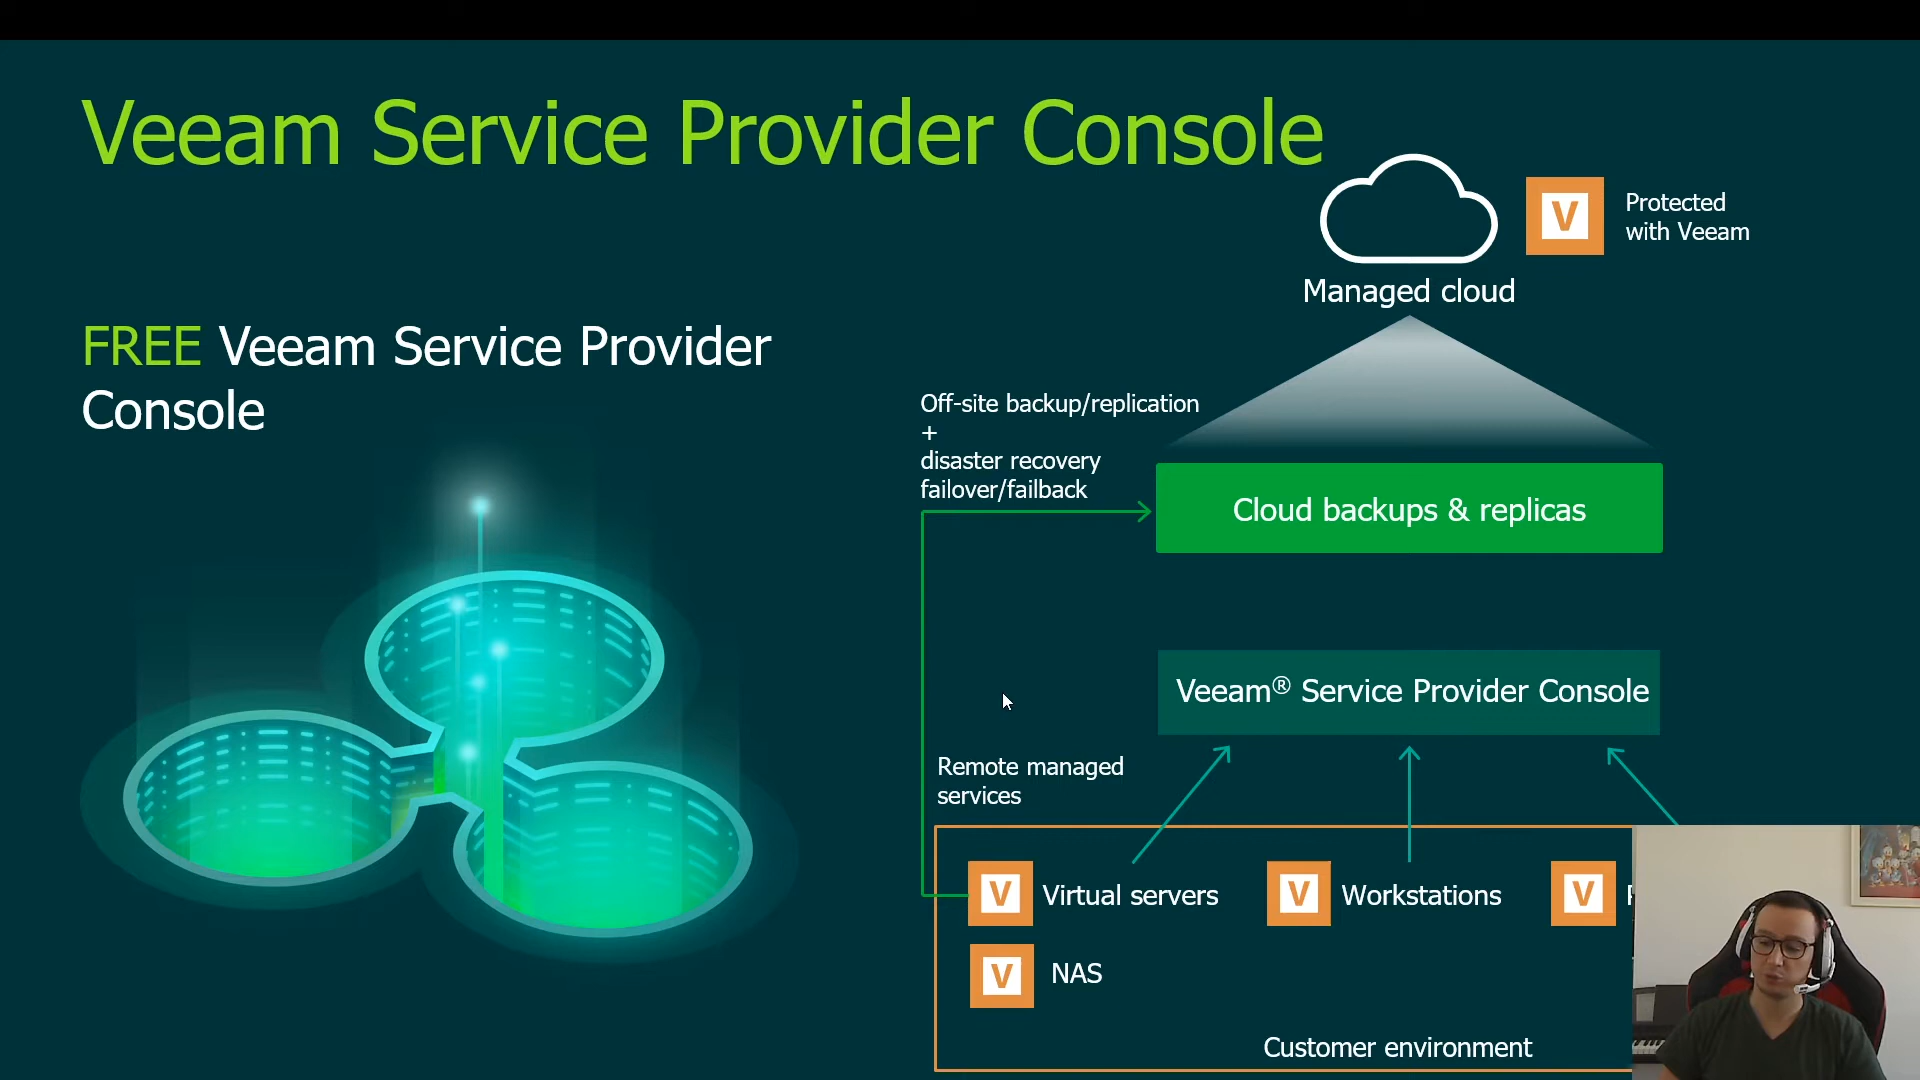 Veeam Service Provider Console
V
Protected
with Veeam
Managed cloud
FREE Veeam Service Provider
Console
Off-site backup/replication
+
disaster recovery
failover/failback
Cloud backups & replicas
Veeam® Service Provider Console
Remote managed
services
V Virtual servers
V Workstations
V
V NAS
Customer environment